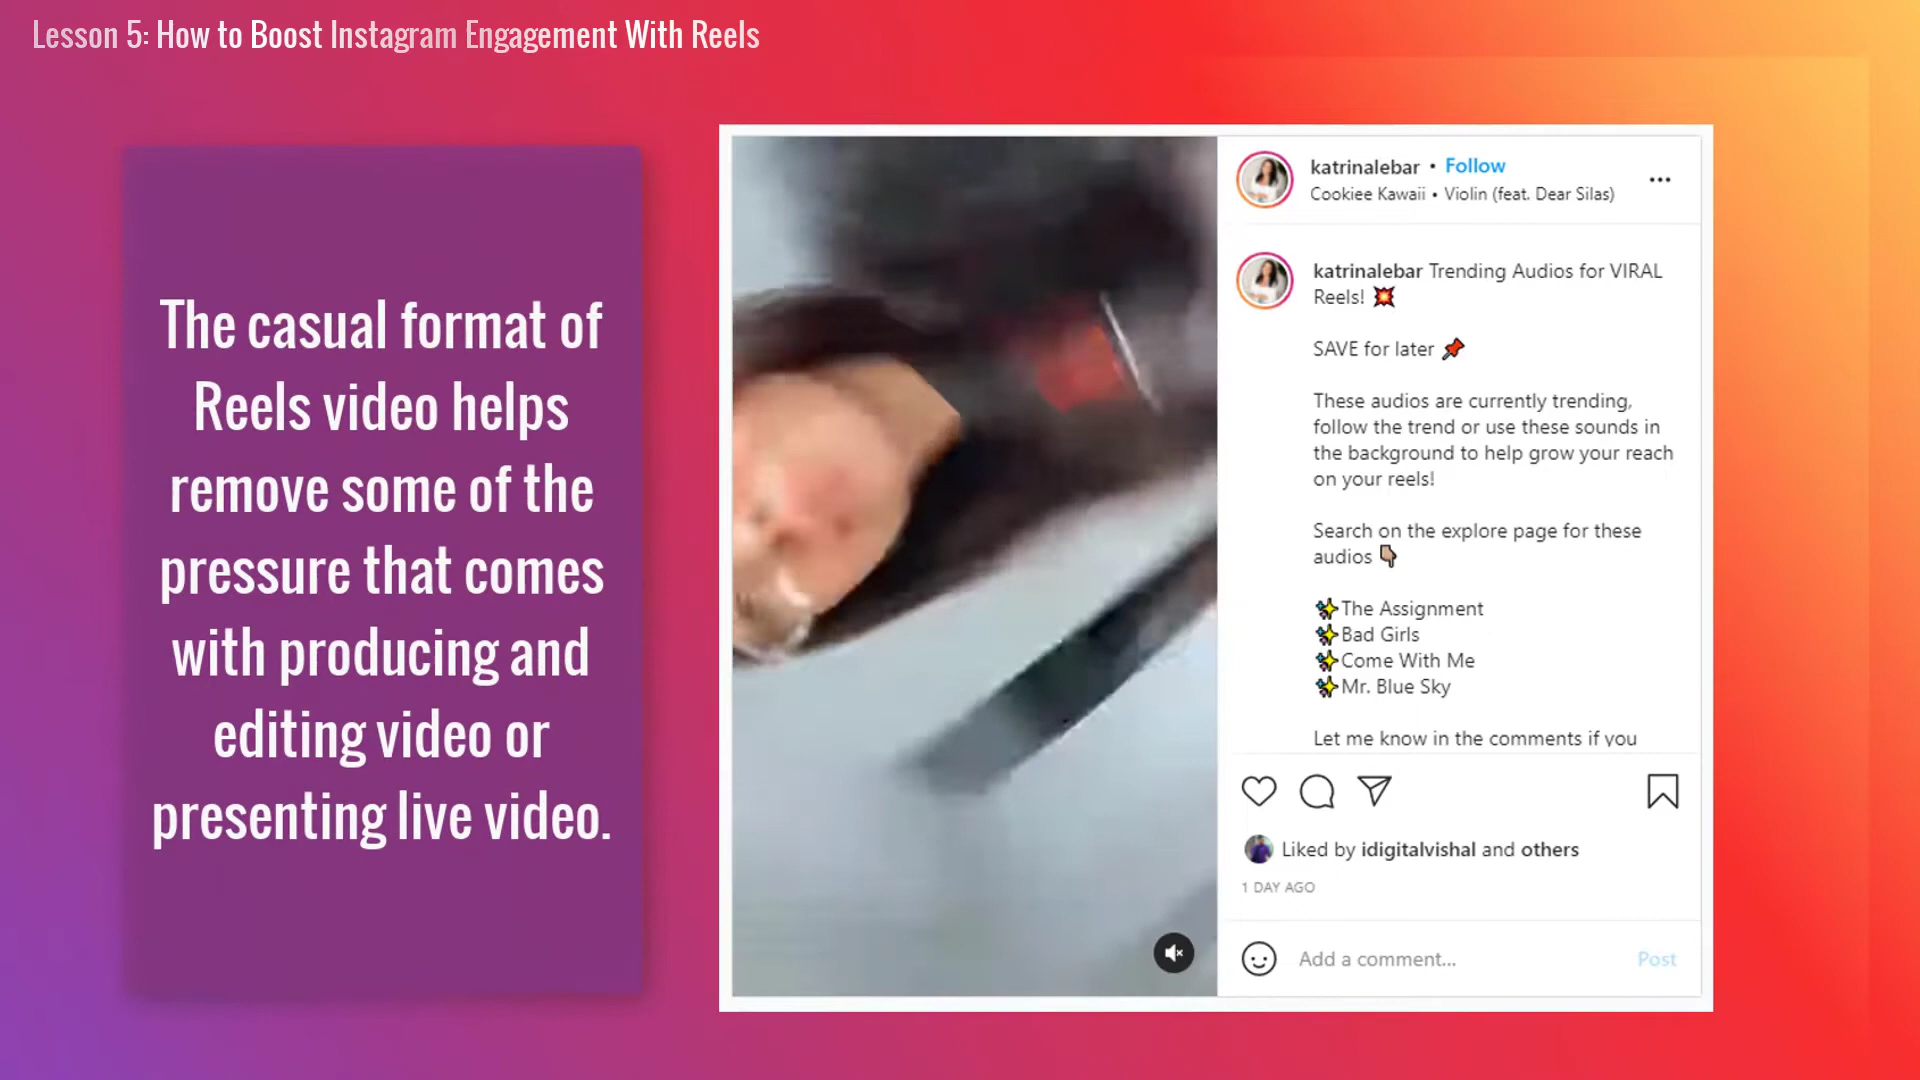 Lesson 5: How to Boost Instagram Engagement With Reels
The casual format of
Reels video helps
remove some of the
pressure that comes
with producing and
editing video or
presenting live video.
katrinalebar • Follow
Cookiee Kawaii • Violin (feat. Dear Silas)
katrinalebar Trending Audios for VIRAL
Reels! 💥
SAVE for later 📌
These audios are currently trending,
follow the trend or use these sounds in
the background to help grow your reach
on your reels!
Search on the explore page for these
audios 👇🏼
✨The Assignment
✨Bad Girls
✨Come With Me
✨Mr. Blue Sky
Let me know in the comments if you
Liked by idigitalvishal and others
1 DAY AGO
Add a comment...
Post